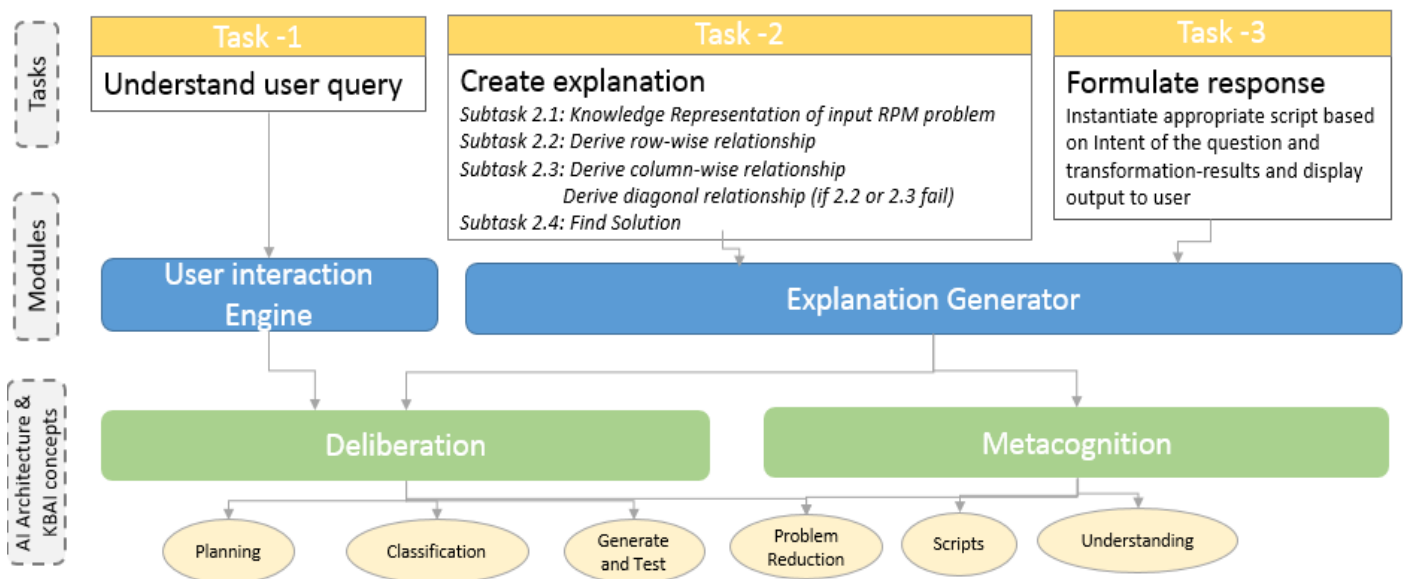 Tasks
Task -1
Understand user query
Task -2
Create explanation
Subtask 2.1: Knowledge Representation of input RPM problem
Subtask 2.2: Derive row-wise relationship
Subtask 2.3: Derive column-wise relationship
Derive diagonal relationship (if 2.2 or 2.3 fail)
Subtask 2.4: Find Solution
Task -3
Formulate response
Instantiate appropriate script based
on Intent of the question and
transformation-results and display
output to user
Modules
User interaction
Engine
Explanation Generator
AI Architecture &
KBAI concepts
Deliberation
Metacognition
Planning
Classification
Generate
and Test
Problem
Reduction
Scripts
Understanding